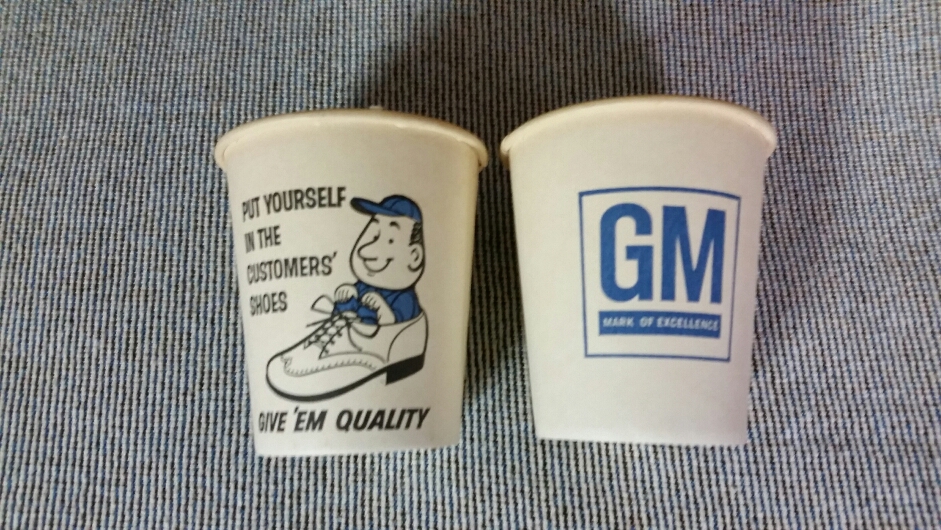 PUT YOURSELF
IN THE
CUSTOMERS'
SHOES
GIVE 'EM QUALITY
GM
MARK OF EXCELLENCE